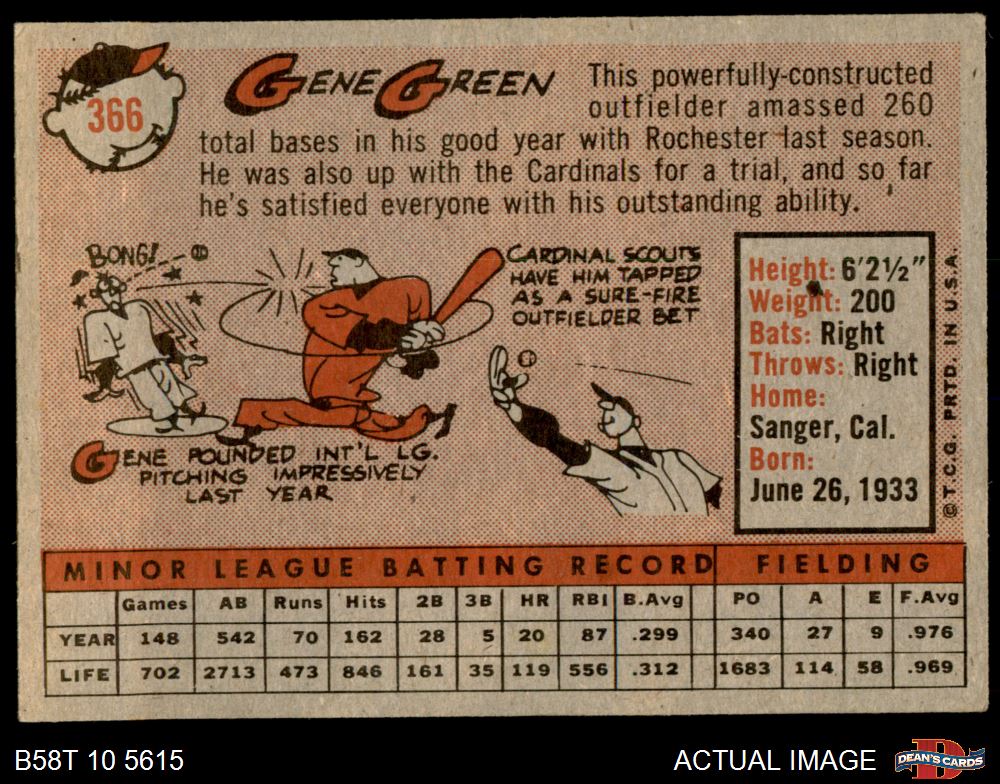 366
GENE GREEN
This powerfully-constructed
outfielder amassed 260
total bases in his good year with Rochester last season.
He was also up with the Cardinals for a trial, and so far
he's satisfied everyone with his outstanding ability.
BONG!
CARDINAL SCOUTS
HAVE HIM TAPPED
AS A SURE-FIRE
OUTFIELDER BET
GENE POUNDED INT'L LG.
PITCHING IMPRESSIVELY
LAST YEAR
Height: 6'2½"
Weight: 200
Bats: Right
Throws: Right
Home:
Sanger, Cal.
Born:
June 26, 1933
© T.C.G. PRTD. IN U.S.A.
MINOR LEAGUE BATTING RECORD FIELDING
Games AB Runs Hits 2B 3B HR RBI B.Avg PO A E F.Avg
YEAR 148 542 70 162 28 5 20 87 .299 340 27 9 .976
LIFE 702 2713 473 846 161 35 119 556 .312 1683 114 58 .969
B58T 10 5615 ACTUAL IMAGE DEAN'S CARDS